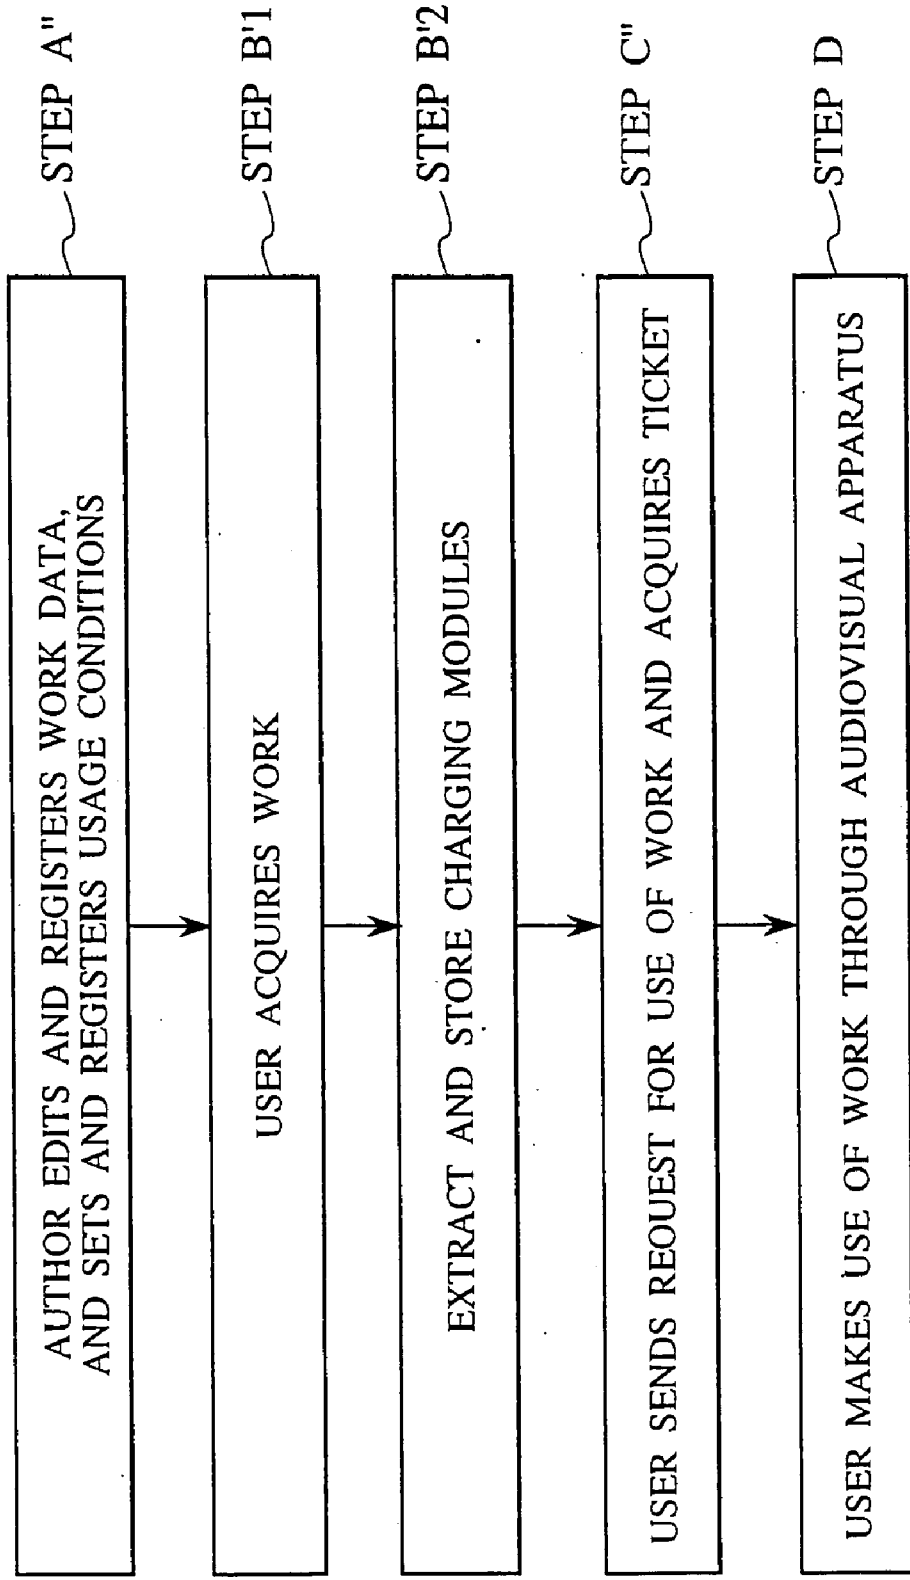 AUTHOR EDITS AND REGISTERS WORK DATA,
AND SETS AND REGISTERS USAGE CONDITIONS
STEP A"
USER ACQUIRES WORK
STEP B'1
EXTRACT AND STORE CHARGING MODULES
STEP B'2
USER SENDS REQUEST FOR USE OF WORK AND ACQUIRES TICKET
STEP C"
USER MAKES USE OF WORK THROUGH AUDIOVISUAL APPARATUS
STEP D